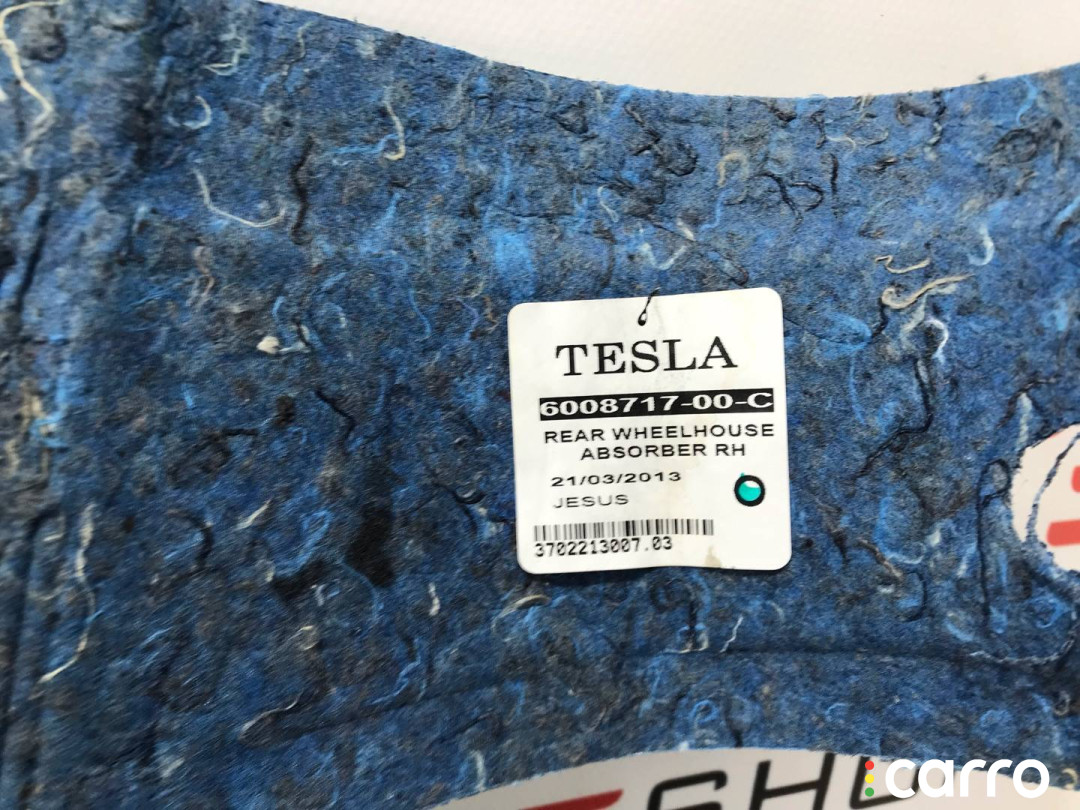 TESLA
6008717-00-C
REAR WHEELHOUSE
ABSORBER RH
21/03/2013
JESUS
3702213007.03
carro